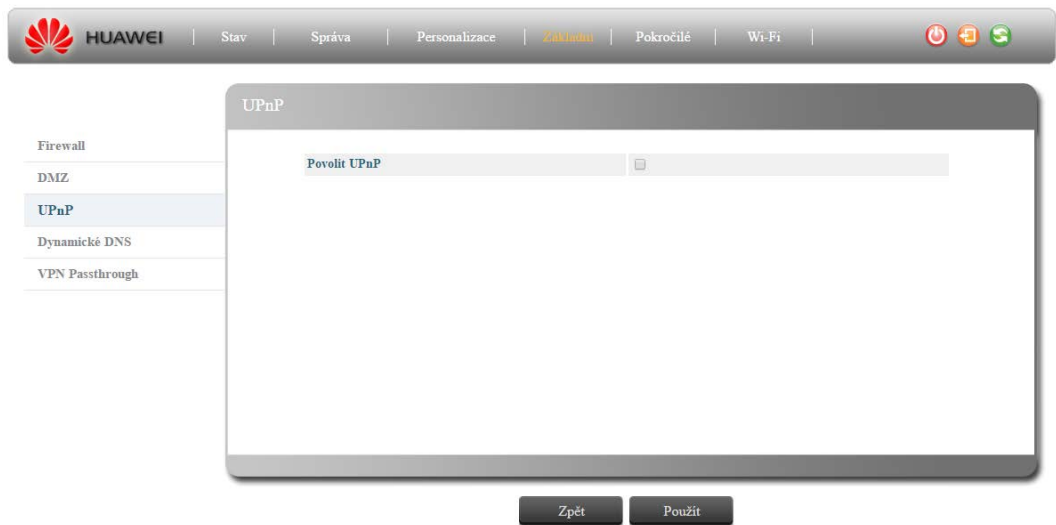 HUAWEI Stav Správa Personalizace Základní Pokročilé Wi-Fi
UPnP
Firewall
DMZ
UPnP
Dynamické DNS
VPN Passthrough
Povolit UPnP
Zpět Použít